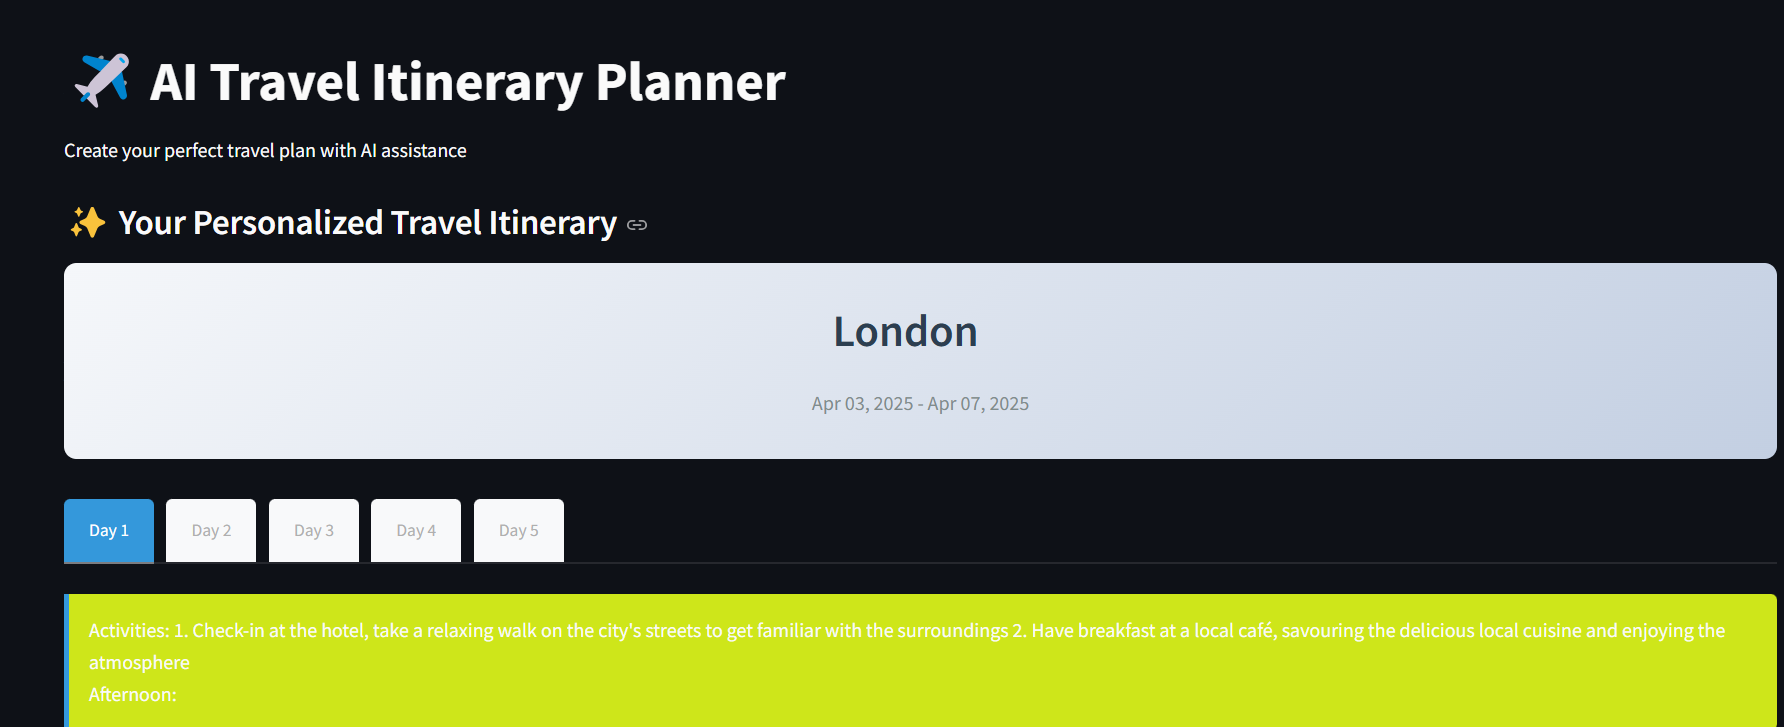 AI Travel Itinerary Planner
Create your perfect travel plan with AI assistance
Your Personalized Travel Itinerary
London
Apr 03, 2025 - Apr 07, 2025
Day 1 Day 2 Day 3 Day 4 Day 5
Activities: 1. Check-in at the hotel, take a relaxing walk on the city's streets to get familiar with the surroundings 2. Have breakfast at a local café, savouring the delicious local cuisine and enjoying the
atmosphere
Afternoon: